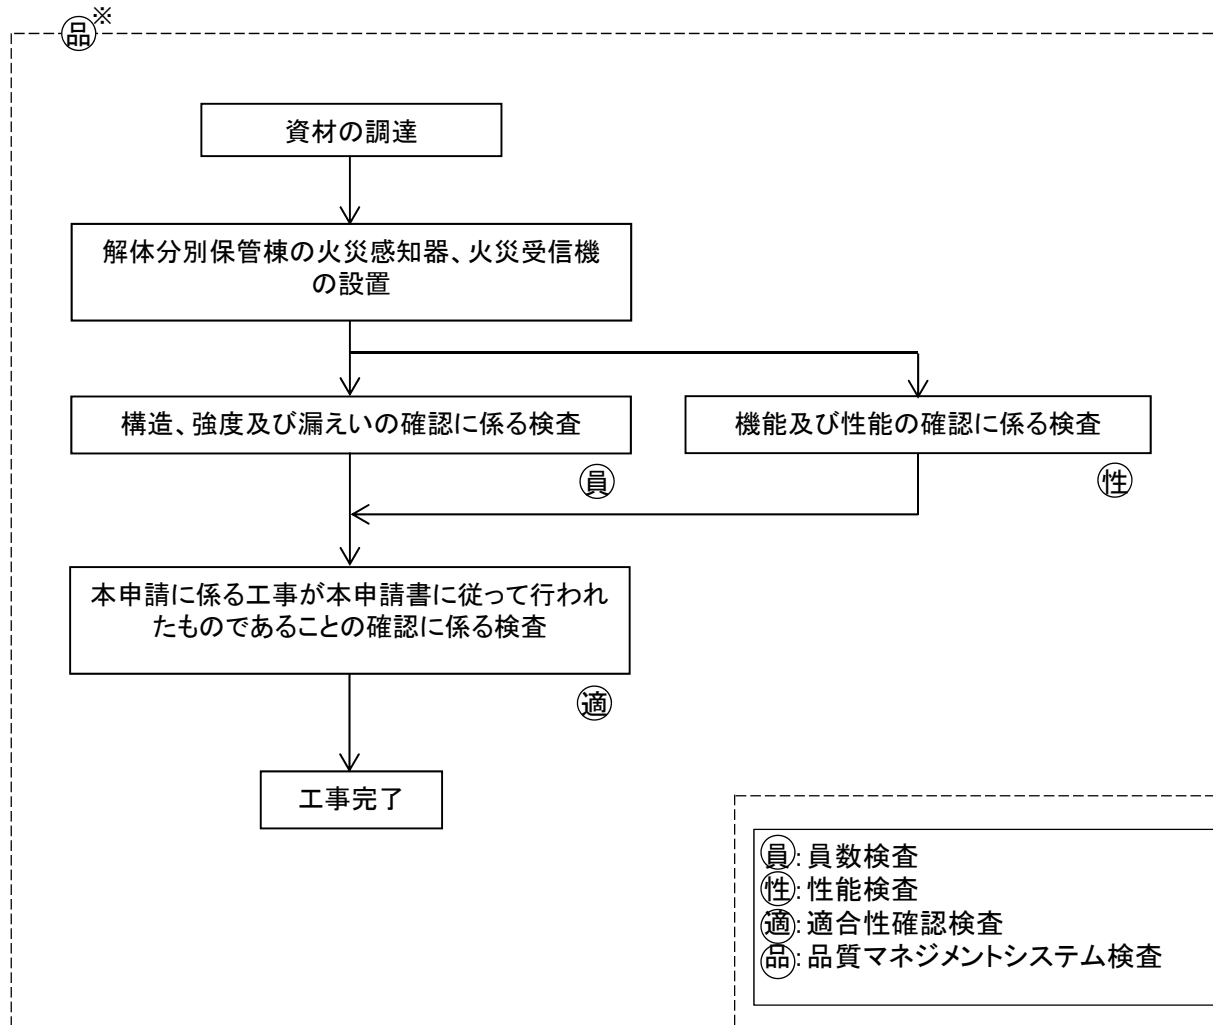 品※
資材の調達
解体分別保管棟の火災感知器、火災受信機
の設置
構造、強度及び漏えいの確認に係る検査
機能及び性能の確認に係る検査
員
性
本申請に係る工事が本申請書に従って行われ
たものであることの確認に係る検査
適
工事完了
員:員数検査
性:性能検査
適:適合性確認検査
品:品質マネジメントシステム検査